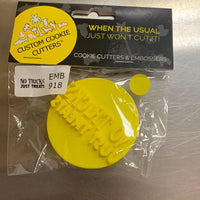 CUSTOM COOKIE
CUTTERS
WHEN THE USUAL
JUST WON'T CUT IT!
COOKIE CUTTERS & EMBOSSERS
NO TRICKS
JUST TREATS
EMB
918